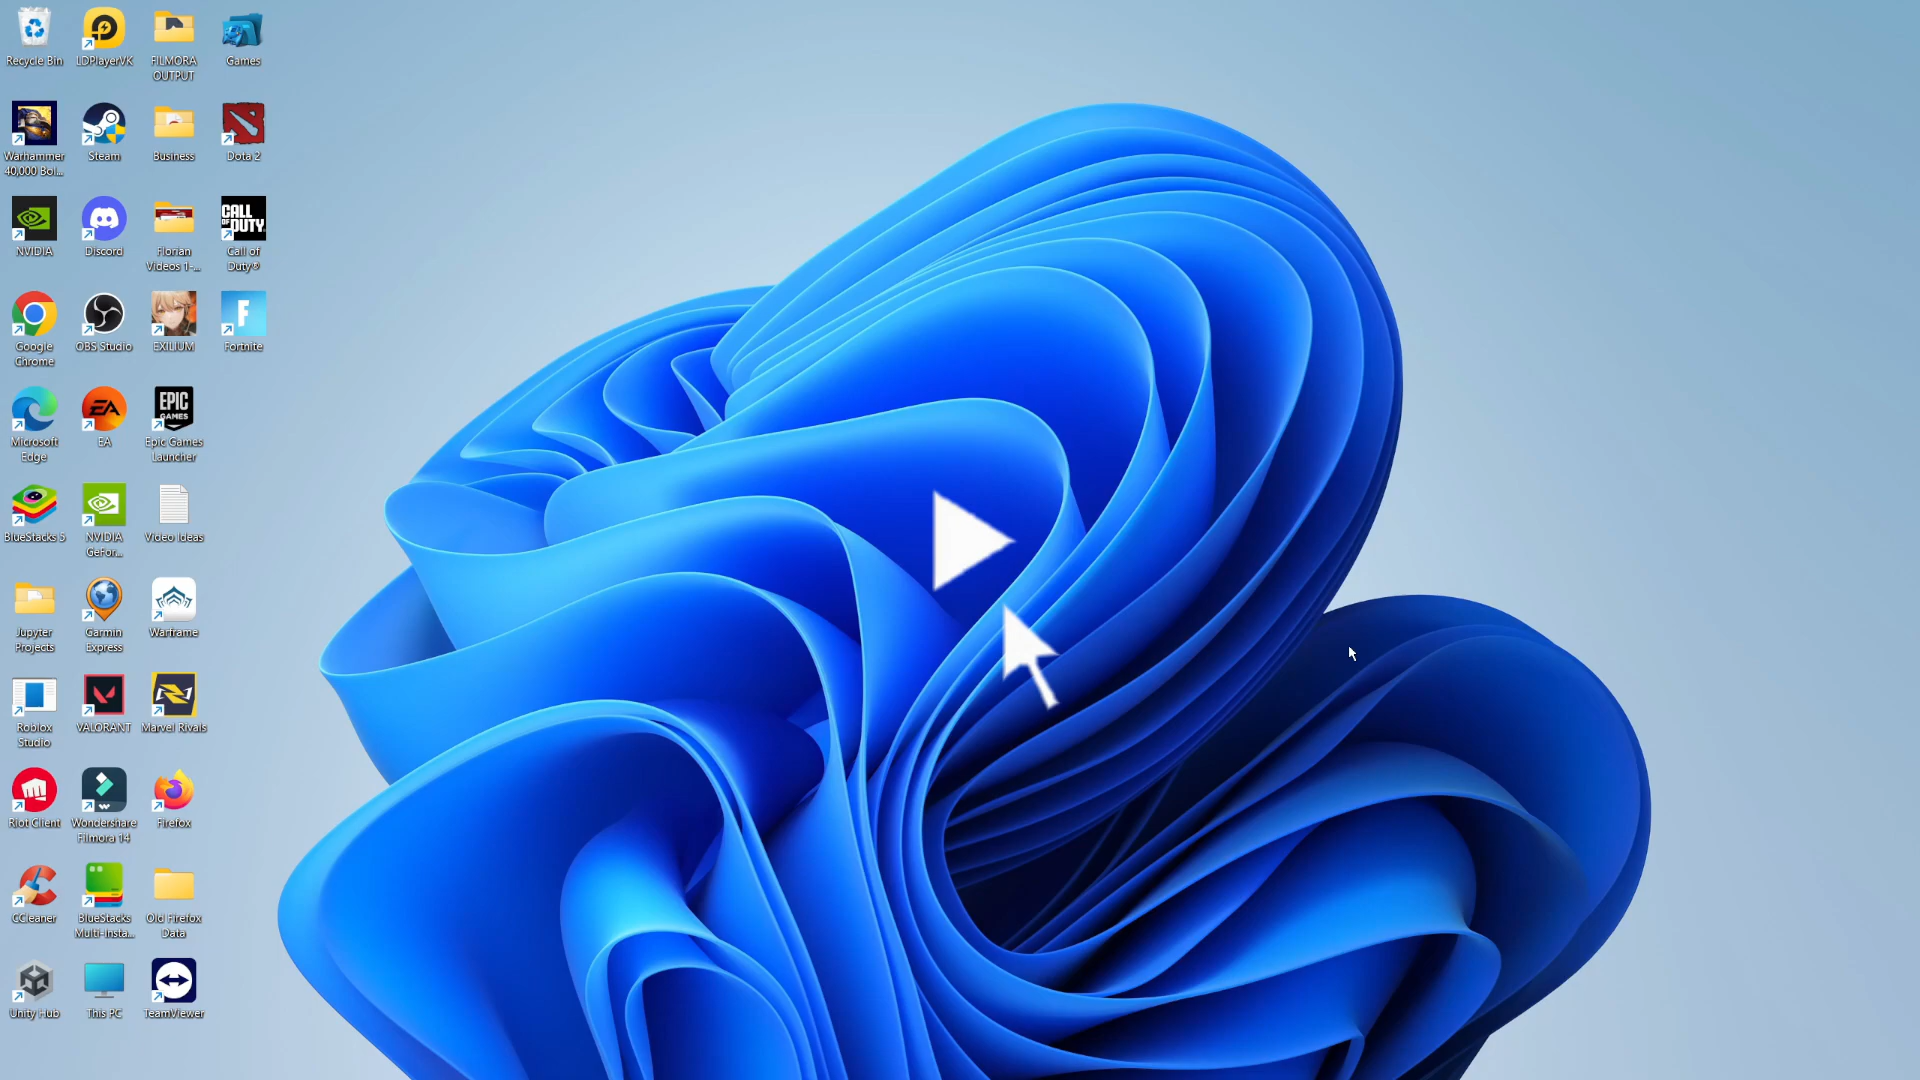 Recycle Bin
LDPlayerVK
FILMORA
OUTPUT
Games
Warhammer
40,000 Bol...
Steam
Business
Dota 2
NVIDIA
Discord
Florian
Videos 1-...
CALL
OF DUTY
Call of
Duty®
Google
Chrome
OBS Studio
EXILIUM
F
Fortnite
Microsoft
Edge
EA
EA
EPIC
GAMES
Epic Games
Launcher
BlueStacks 5
NVIDIA
GeFor...
Video Ideas
Jupyter
Projects
Garmin
Express
Warframe
Roblox
Studio
VALORANT
Marvel Rivals
Riot Client
Wondershare
Filmora 14
Firefox
CCleaner
BlueStacks
Multi-Insta...
Old Firefox
Data
Unity Hub
This PC
TeamViewer